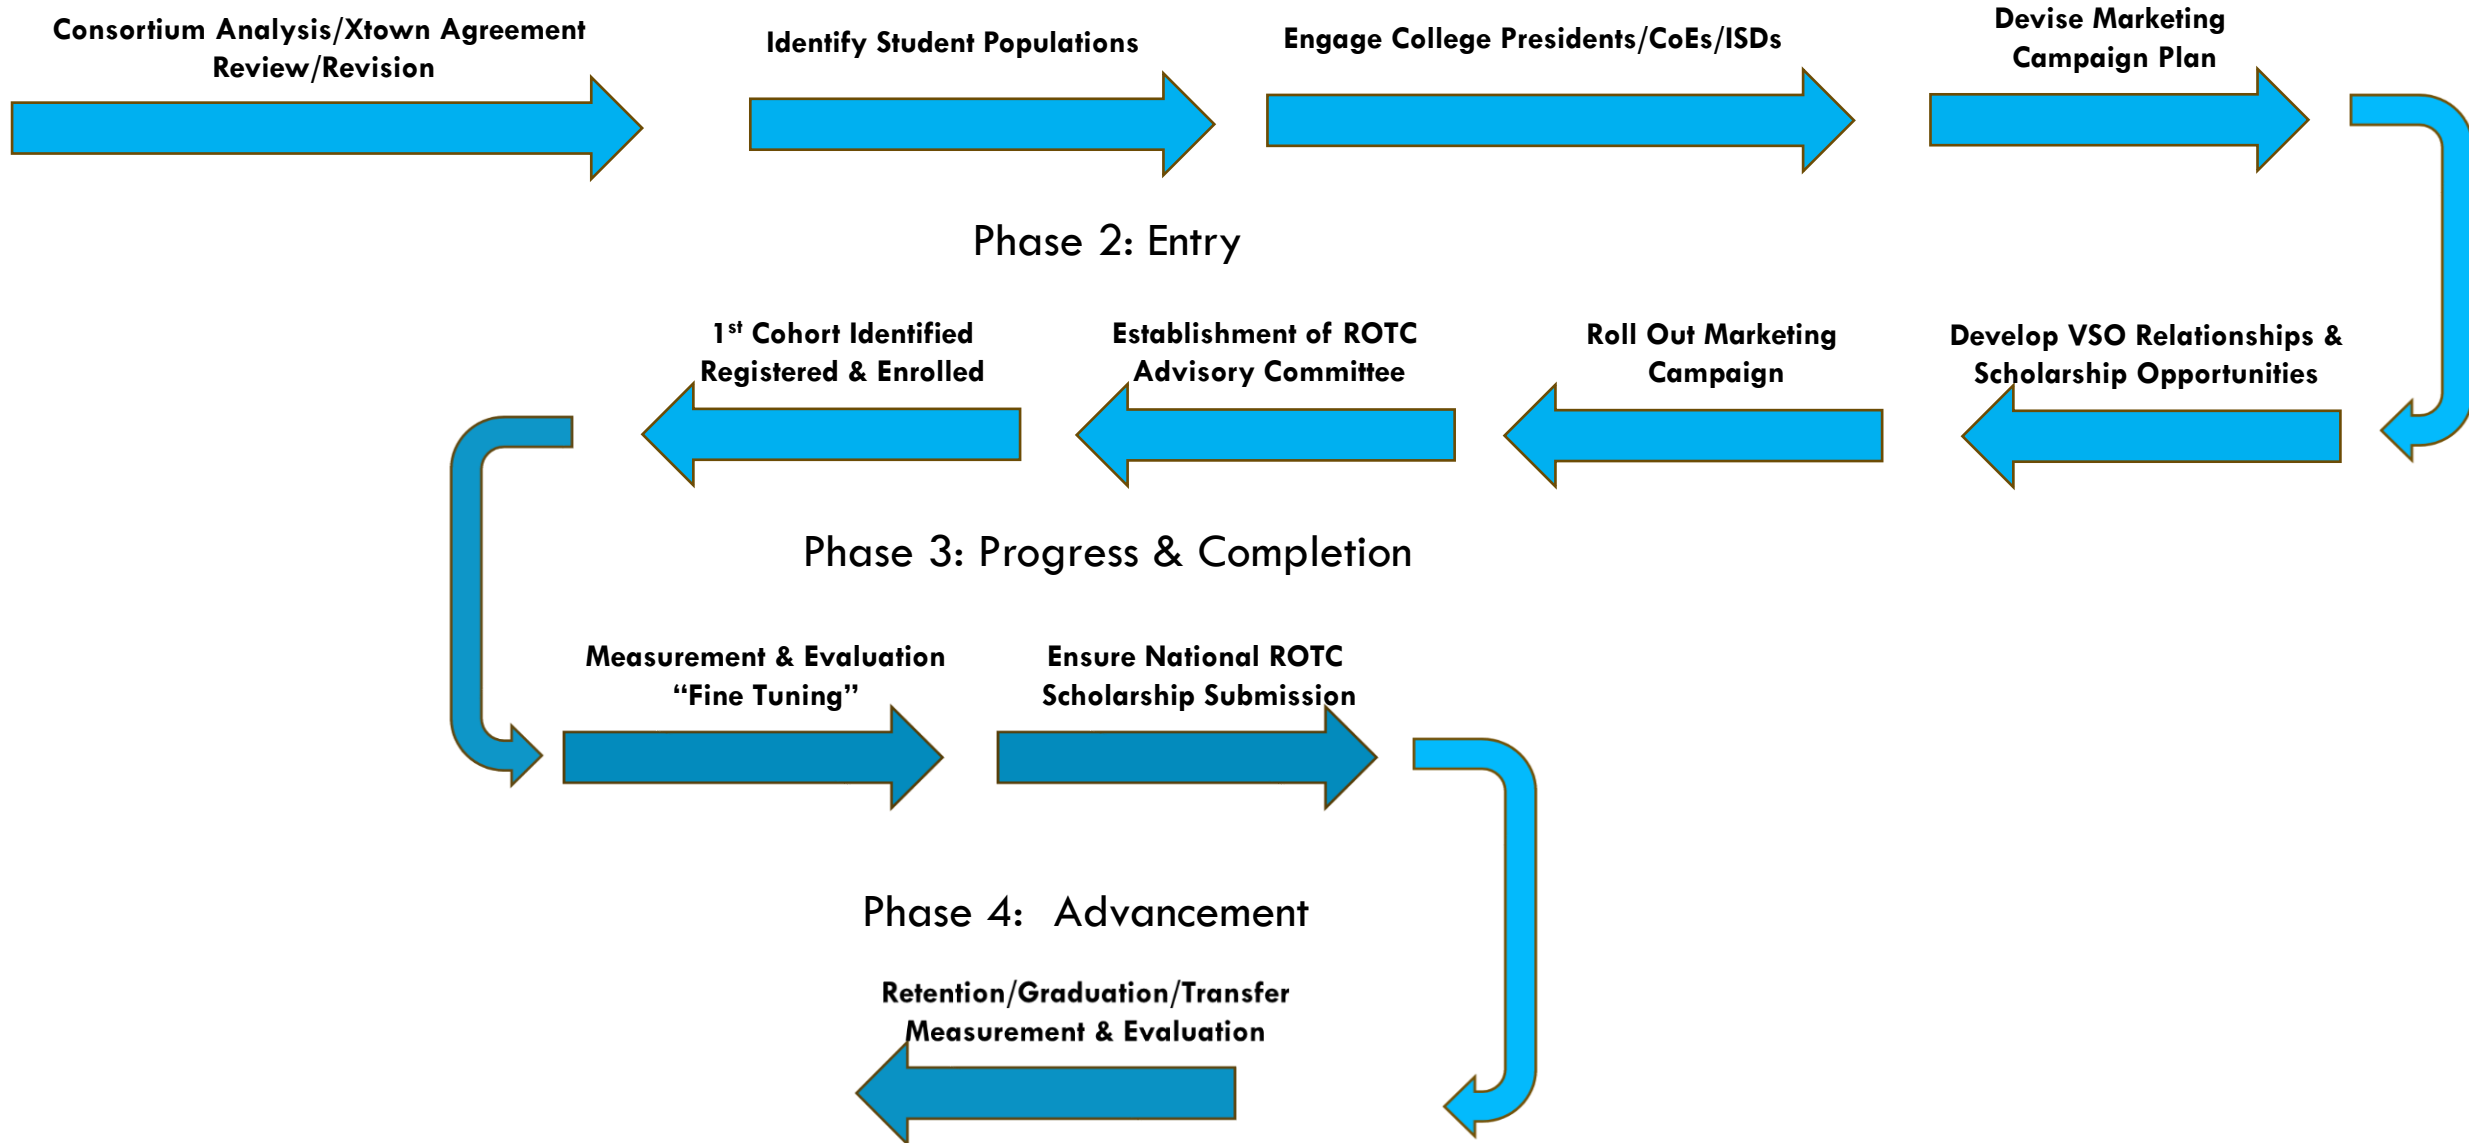 Consortium Analysis/Xtown Agreement
Review/Revision
Identify Student Populations
Engage College Presidents/CoEs/ISDs
Devise Marketing
Campaign Plan
Phase 2: Entry
1st Cohort Identified
Registered & Enrolled
Establishment of ROTC
Advisory Committee
Roll Out Marketing
Campaign
Develop VSO Relationships &
Scholarship Opportunities
Phase 3: Progress & Completion
Measurement & Evaluation
“Fine Tuning”
Ensure National ROTC
Scholarship Submission
Phase 4: Advancement
Retention/Graduation/Transfer
Measurement & Evaluation